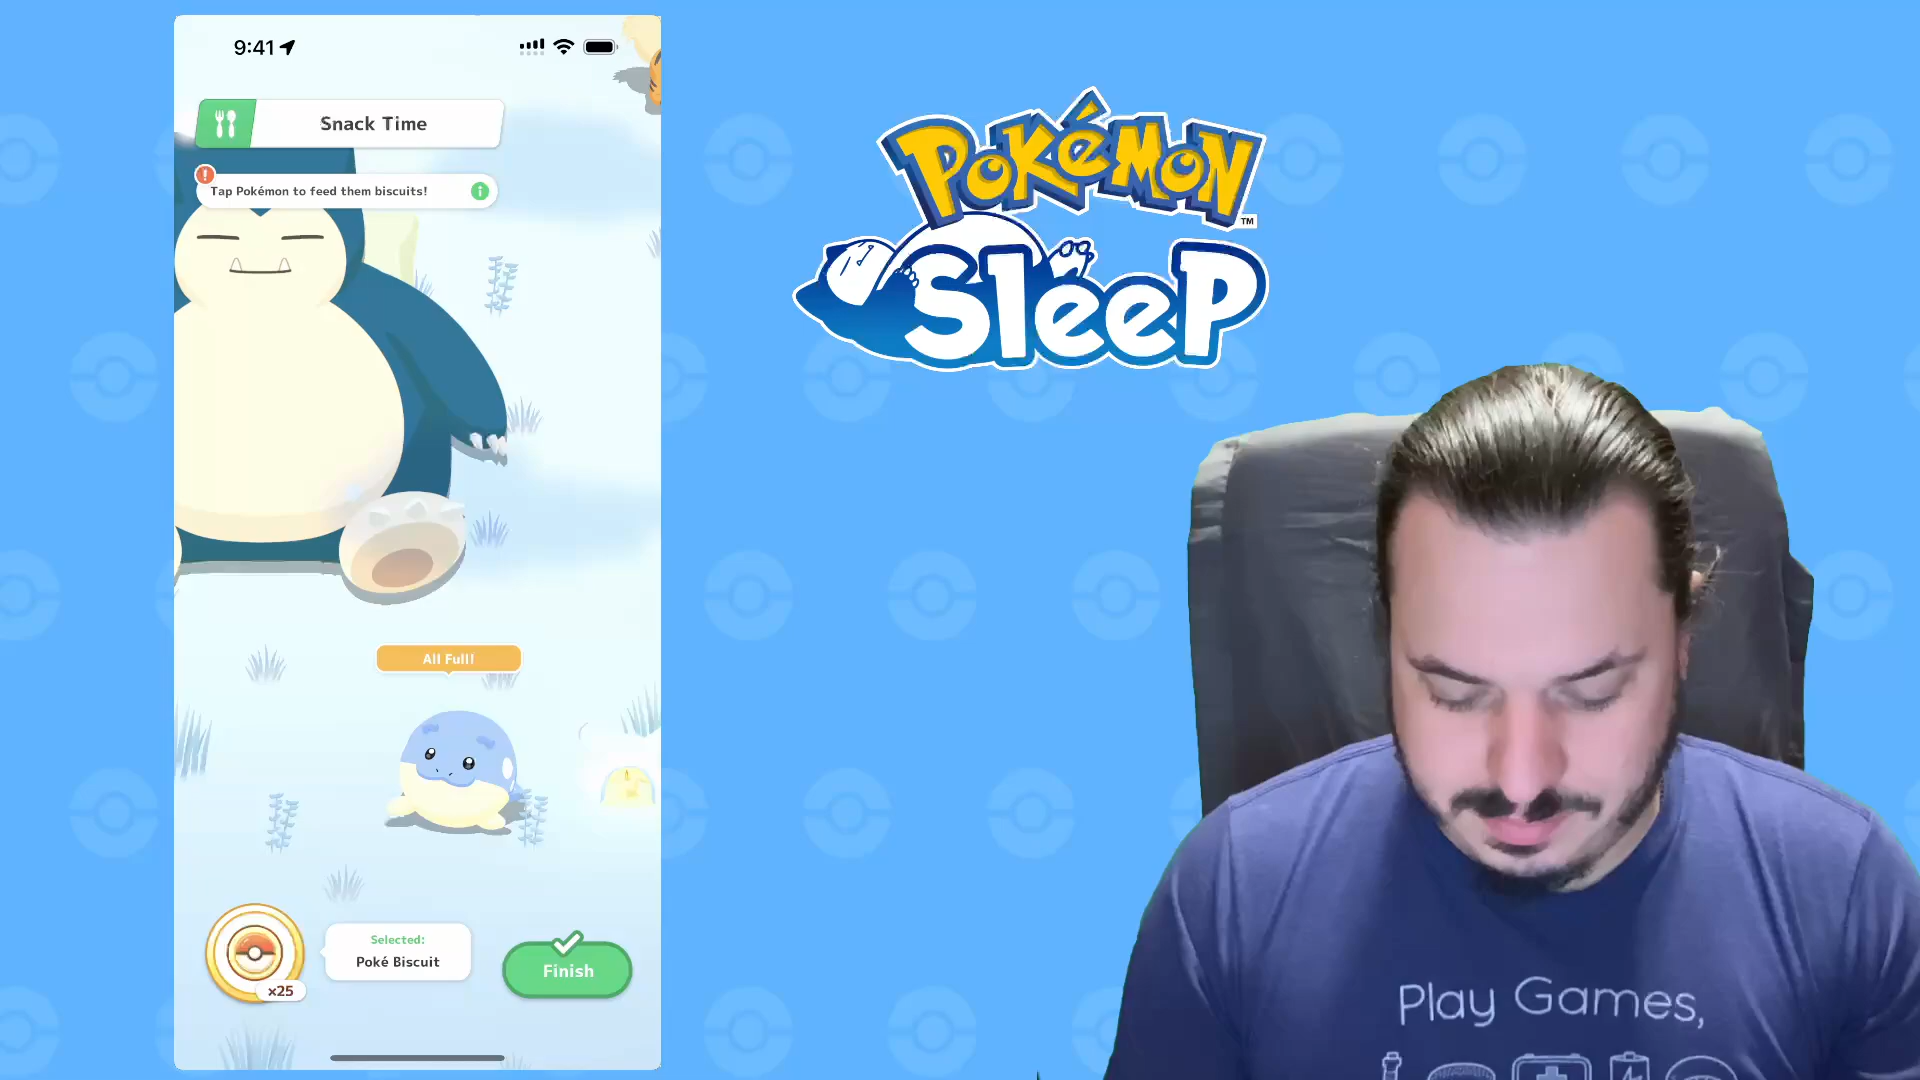 9:41
Snack Time
Tap Pokémon to feed them biscuits!
All Full!
Selected:
Poké Biscuit
x25
Finish
POKéMON
TM
Sleep
Play Games,